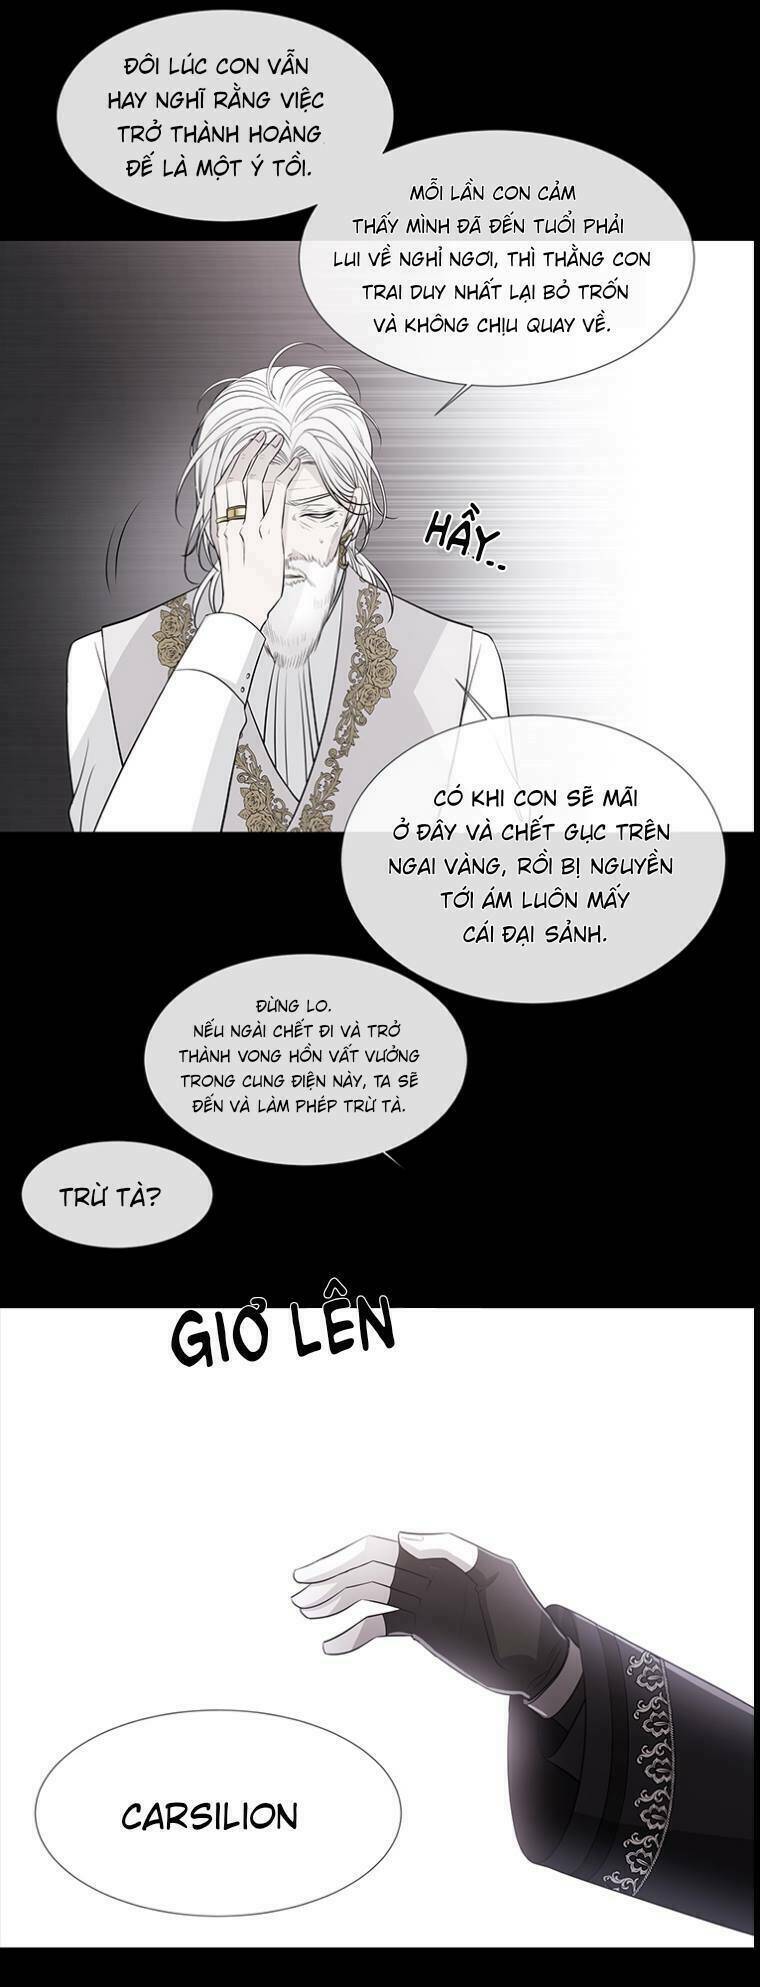 ĐÔI LÚC CON VẪN
HAY NGHĨ RẰNG VIỆC
TRỞ THÀNH HOÀNG
ĐẾ LÀ MỘT Ý TỒI.
MỖI LẦN CON CẢM
THẤY MÌNH ĐÃ ĐẾN TUỔI PHẢI
LUI VỀ NGHỈ NGƠI, THÌ THẰNG CON
TRAI DUY NHẤT LẠI BỎ TRỐN
VÀ KHÔNG CHỊU QUAY VỀ.
HẦY..
CÓ KHI CON SẼ MÃI
Ở ĐÂY VÀ CHẾT GỤC TRÊN
NGAI VÀNG, RỒI BỊ NGUYỀN
TỚI ÁM LUÔN MẤY
CÁI ĐẠI SẢNH.
ĐỪNG LO.
NẾU NGÀI CHẾT ĐI VÀ TRỞ
THÀNH VONG HỒN VẤT VƯỞNG
TRONG CUNG ĐIỆN NÀY, TA SẼ
ĐẾN VÀ LÀM PHÉP TRỪ TÀ.
TRỪ TÀ?
GIƠ LÊN
CARSILION